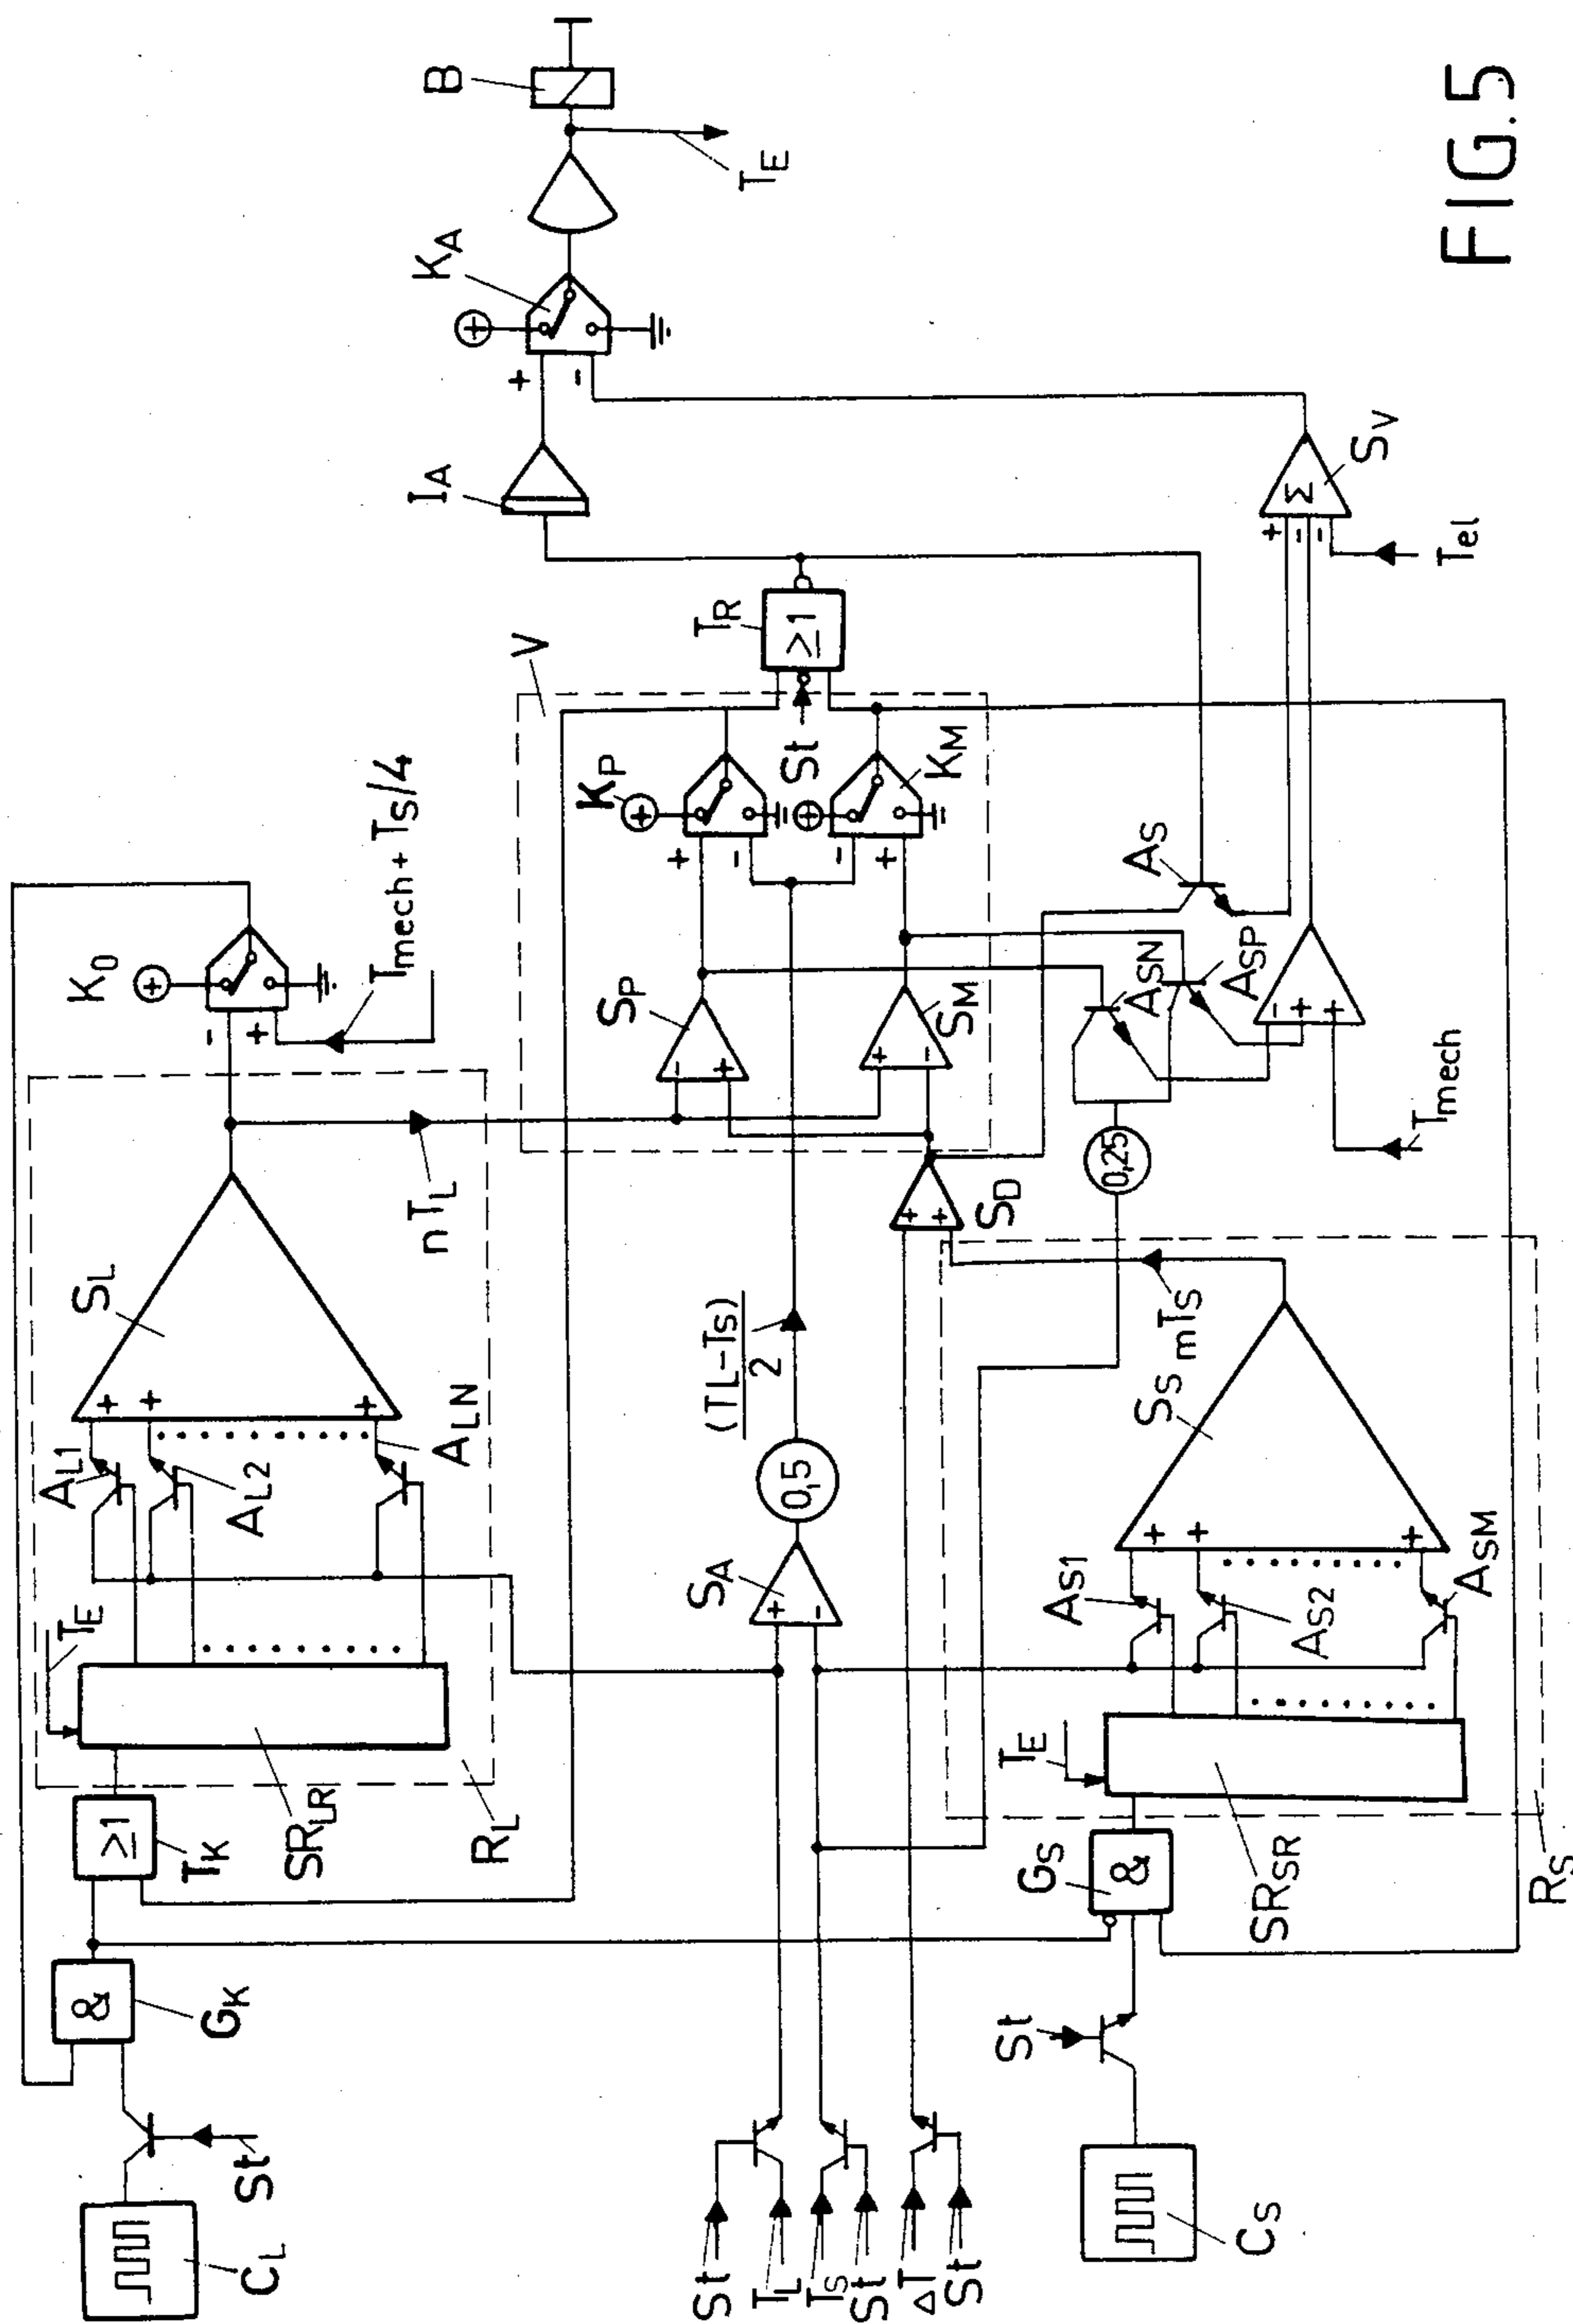 C_L
St
&
G_K
≥1
T_K
T_E
SR_LR
R_L
A_L1
A_L2
A_LN
+
+
+
S_L
nT_L
-
+
K_0
+
T_mech + T_S/4
St
T_L
T_S
St
ΔT
St
S_A
+
-
0,5
(T_L-T_S)
2
+
+
S_D
V
S_P
-
+
S_M
+
-
K_P
+
+
-
K_M
+
-
+
St
T_R
≥1
I_A
K_A
+
+
-
B
T_E
C_S
St
G_S
&
T_E
SR_SR
R_S
A_S1
A_S2
A_SM
+
+
+
S_S
mT_S
0,25
A_SN
A_SP
A_S
-
+
+
T_mech
+
-
-
Σ
S_V
T_el
FIG.5